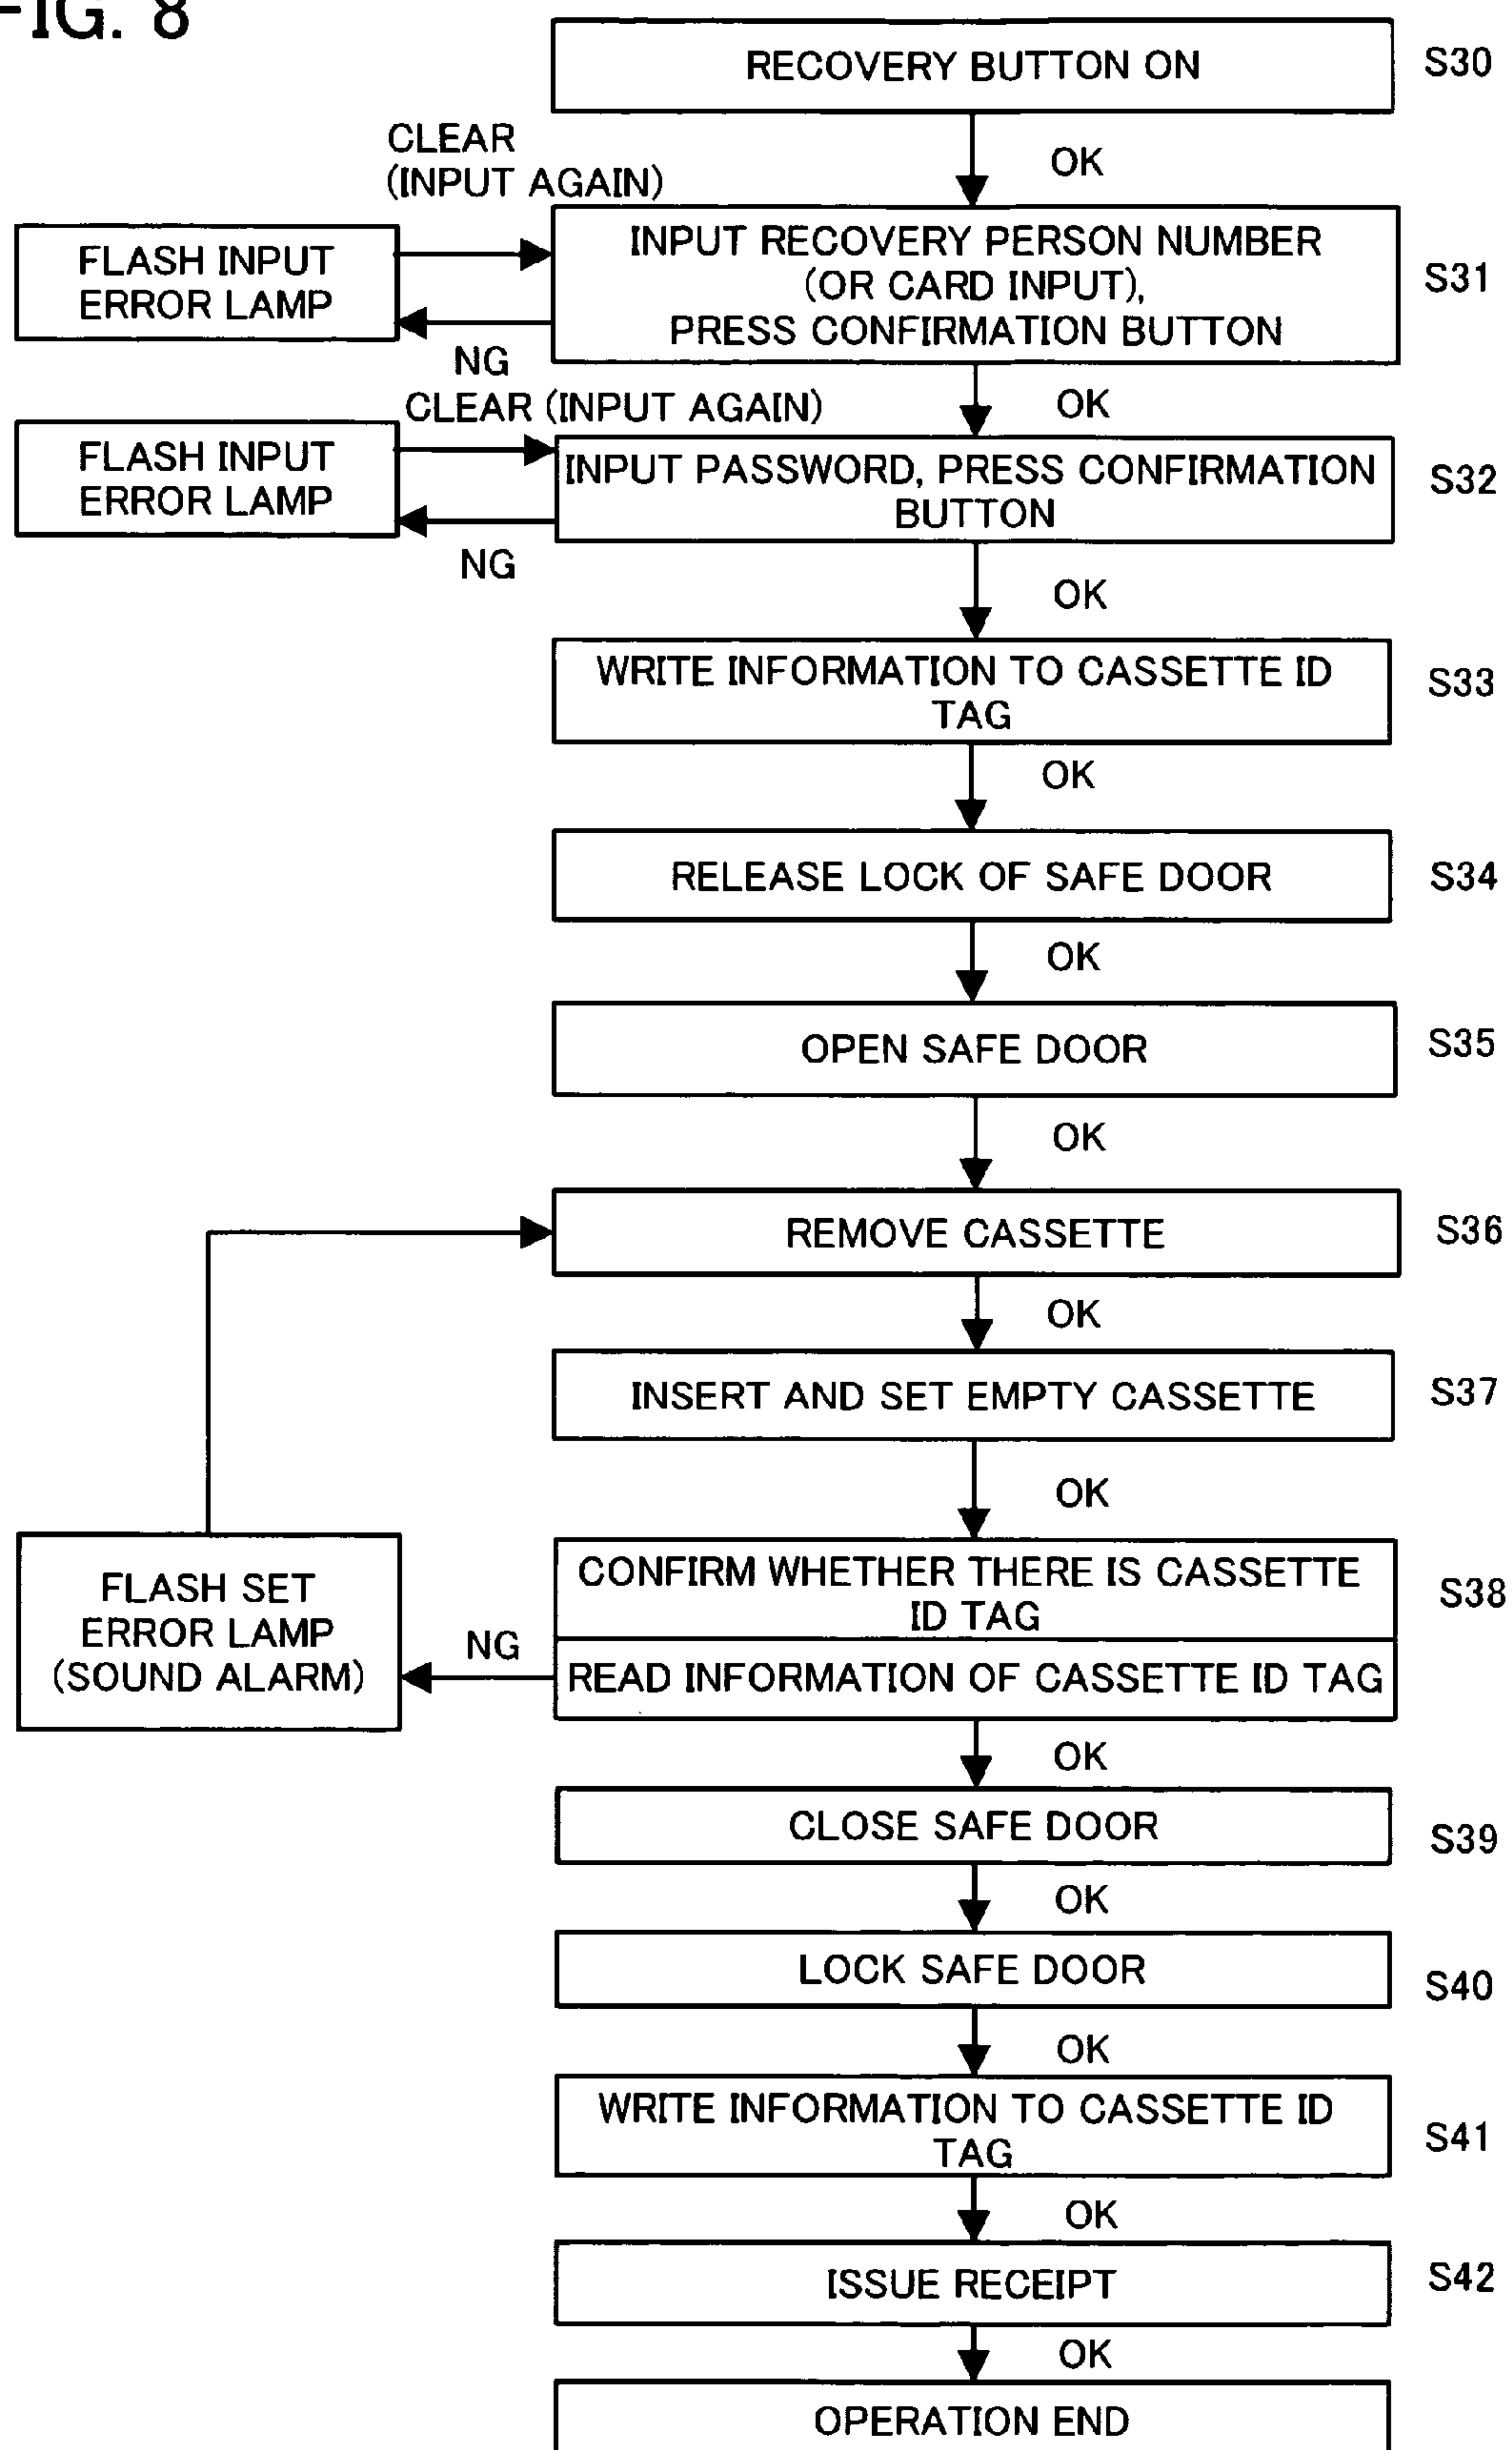 FIG. 8
RECOVERY BUTTON ON
S30
OK
CLEAR
(INPUT AGAIN)
FLASH INPUT
ERROR LAMP
INPUT RECOVERY PERSON NUMBER
(OR CARD INPUT),
PRESS CONFIRMATION BUTTON
S31
NG
OK
CLEAR (INPUT AGAIN)
FLASH INPUT
ERROR LAMP
INPUT PASSWORD, PRESS CONFIRMATION
BUTTON
S32
NG
OK
WRITE INFORMATION TO CASSETTE ID
TAG
S33
OK
RELEASE LOCK OF SAFE DOOR
S34
OK
OPEN SAFE DOOR
S35
OK
REMOVE CASSETTE
S36
OK
INSERT AND SET EMPTY CASSETTE
S37
OK
CONFIRM WHETHER THERE IS CASSETTE
ID TAG
S38
FLASH SET
ERROR LAMP
(SOUND ALARM)
NG
READ INFORMATION OF CASSETTE ID TAG
OK
CLOSE SAFE DOOR
S39
OK
LOCK SAFE DOOR
S40
OK
WRITE INFORMATION TO CASSETTE ID
TAG
S41
OK
ISSUE RECEIPT
S42
OK
OPERATION END